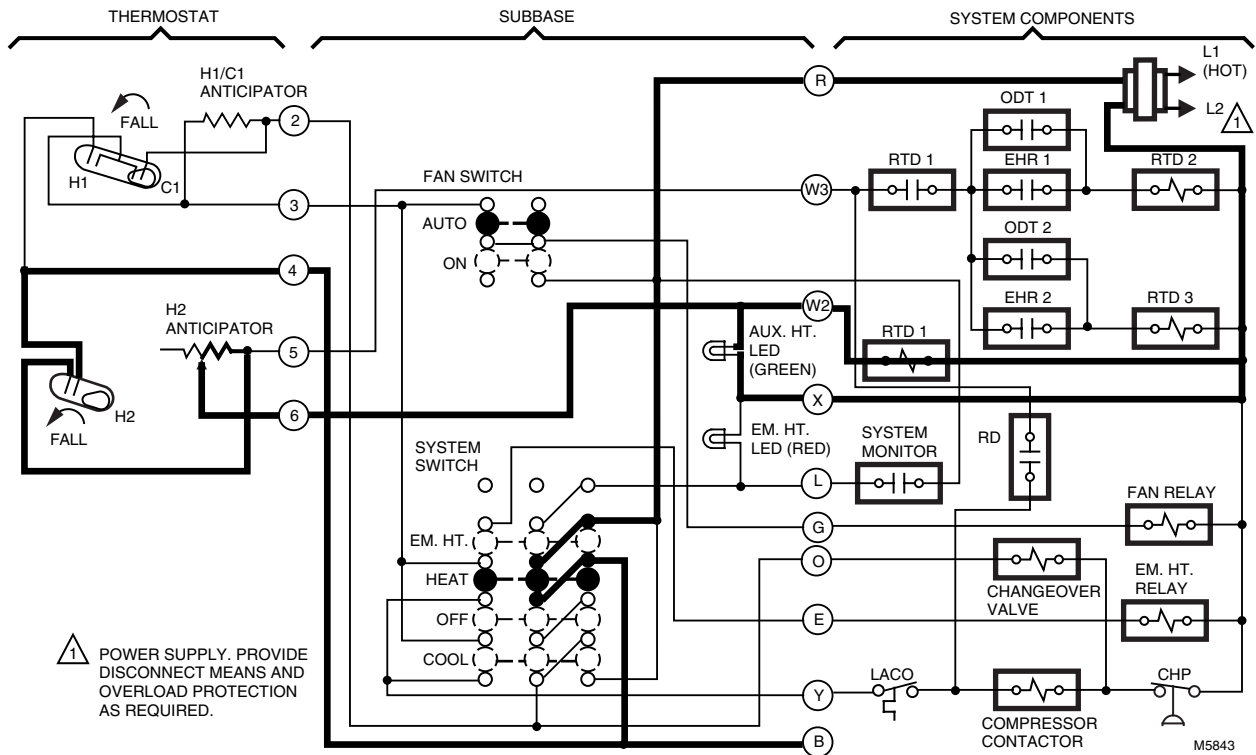 THERMOSTAT
SUBBASE
SYSTEM COMPONENTS
H1/C1
ANTICIPATOR
FALL
H1
C1
2
3
4
H2
ANTICIPATOR
5
6
H2
FALL
FAN SWITCH
AUTO
ON
SYSTEM
SWITCH
EM. HT.
HEAT
OFF
COOL
AUX. HT.
LED
(GREEN)
EM. HT.
LED (RED)
R
W3
W2
X
L
G
O
E
Y
B
L1
(HOT)
L2
1
ODT 1
RTD 1
EHR 1
RTD 2
ODT 2
EHR 2
RTD 3
RTD 1
SYSTEM
MONITOR
RD
FAN RELAY
CHANGEOVER
VALVE
EM. HT.
RELAY
LACO
COMPRESSOR
CONTACTOR
CHP
1 POWER SUPPLY. PROVIDE
DISCONNECT MEANS AND
OVERLOAD PROTECTION
AS REQUIRED.
M5843